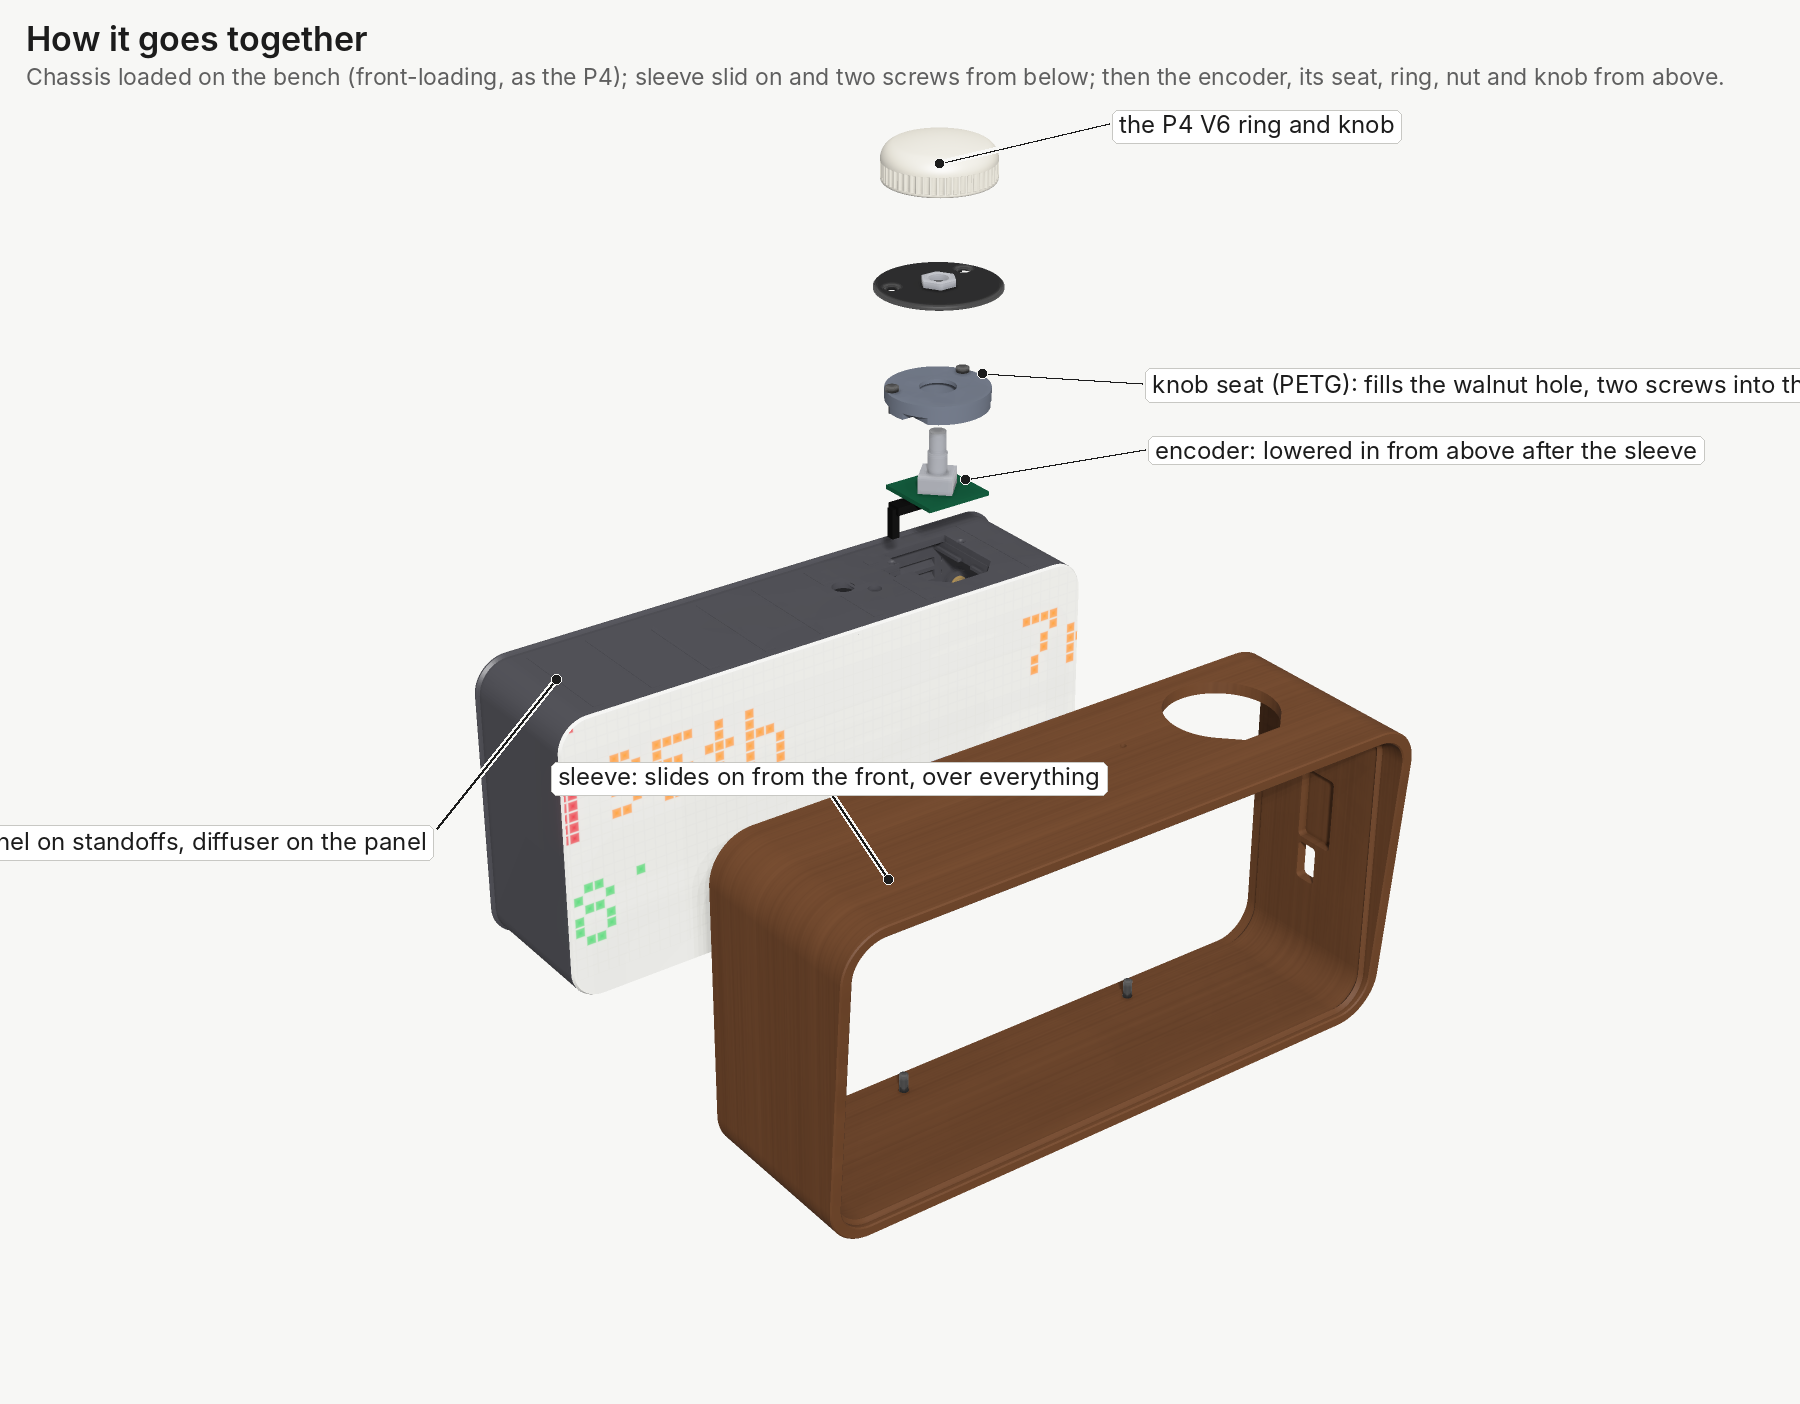 How it goes together
Chassis loaded on the bench (front-loading, as the P4); sleeve slid on and two screws from below; then the encoder, its seat, ring, nut and knob from above.
the P4 V6 ring and knob
knob seat (PETG): fills the walnut hole, two screws into
encoder: lowered in from above after the sleeve
sleeve: slides on from the front, over everything
on standoffs, diffuser on the panel